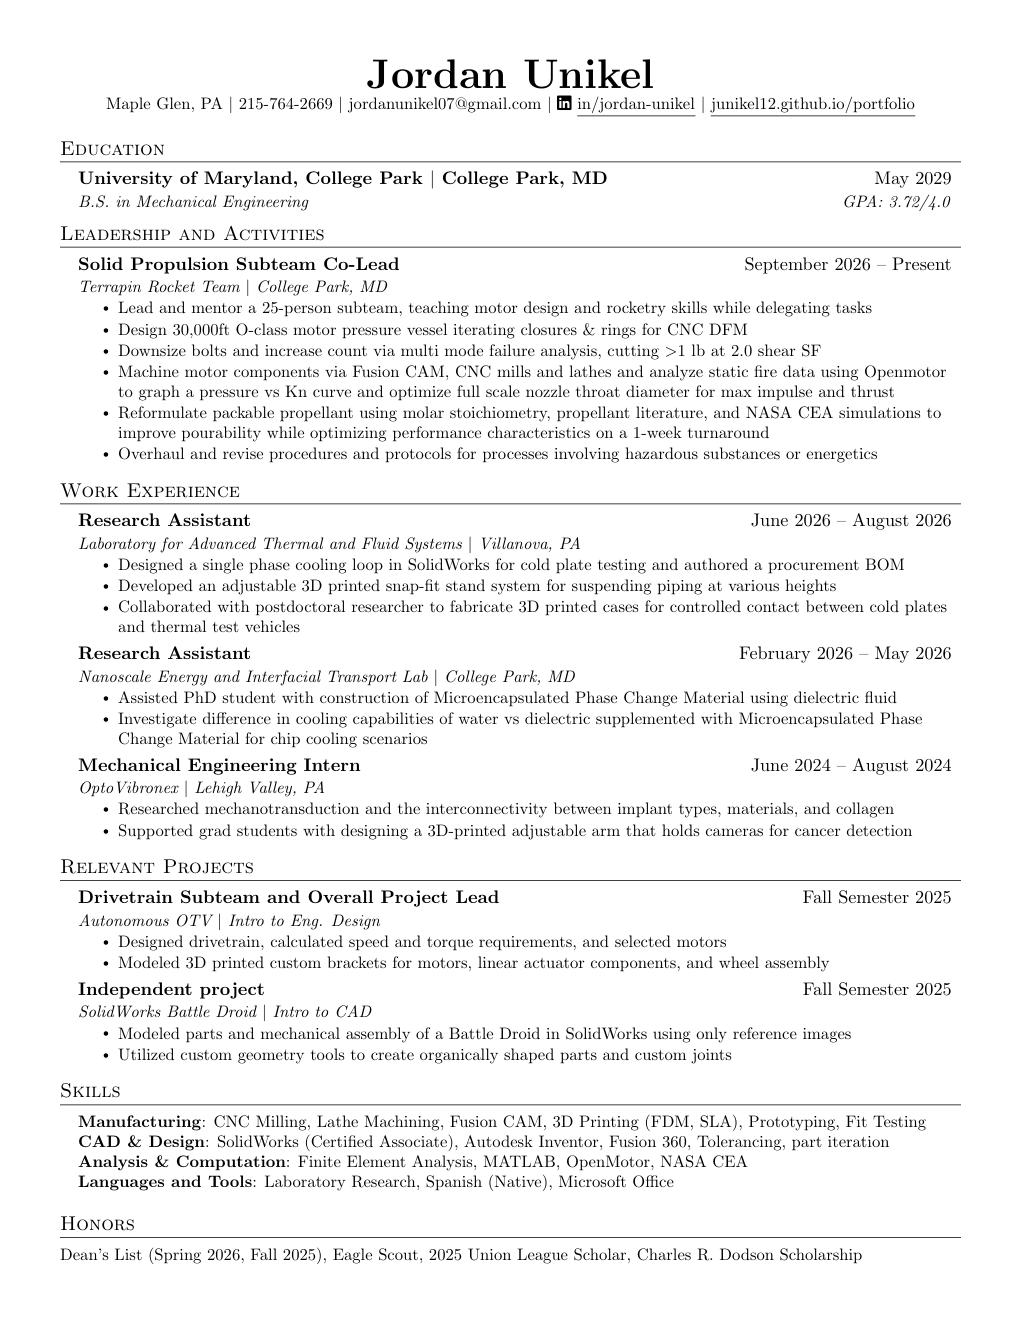 Jordan Unikel
Maple Glen, PA | 215-764-2669 | jordanunikel07@gmail.com | in/jordan-unikel | junikel12.github.io/portfolio
Education
University of Maryland, College Park | College Park, MD May 2029
B.S. in Mechanical Engineering GPA: 3.72/4.0
Leadership and Activities
Solid Propulsion Subteam Co-Lead September 2026 – Present
Terrapin Rocket Team | College Park, MD
• Lead and mentor a 25-person subteam, teaching motor design and rocketry skills while delegating tasks
• Design 30,000ft O-class motor pressure vessel iterating closures & rings for CNC DFM
• Downsize bolts and increase count via multi mode failure analysis, cutting >1 lb at 2.0 shear SF
• Machine motor components via Fusion CAM, CNC mills and lathes and analyze static fire data using Openmotor
to graph a pressure vs Kn curve and optimize full scale nozzle throat diameter for max impulse and thrust
• Reformulate packable propellant using molar stoichiometry, propellant literature, and NASA CEA simulations to
improve pourability while optimizing performance characteristics on a 1-week turnaround
• Overhaul and revise procedures and protocols for processes involving hazardous substances or energetics
Work Experience
Research Assistant June 2026 – August 2026
Laboratory for Advanced Thermal and Fluid Systems | Villanova, PA
• Designed a single phase cooling loop in SolidWorks for cold plate testing and authored a procurement BOM
• Developed an adjustable 3D printed snap-fit stand system for suspending piping at various heights
• Collaborated with postdoctoral researcher to fabricate 3D printed cases for controlled contact between cold plates
and thermal test vehicles
Research Assistant February 2026 – May 2026
Nanoscale Energy and Interfacial Transport Lab | College Park, MD
• Assisted PhD student with construction of Microencapsulated Phase Change Material using dielectric fluid
• Investigate difference in cooling capabilities of water vs dielectric supplemented with Microencapsulated Phase
Change Material for chip cooling scenarios
Mechanical Engineering Intern June 2024 – August 2024
OptoVibronex | Lehigh Valley, PA
• Researched mechanotransduction and the interconnectivity between implant types, materials, and collagen
• Supported grad students with designing a 3D-printed adjustable arm that holds cameras for cancer detection
Relevant Projects
Drivetrain Subteam and Overall Project Lead Fall Semester 2025
Autonomous OTV | Intro to Eng. Design
• Designed drivetrain, calculated speed and torque requirements, and selected motors
• Modeled 3D printed custom brackets for motors, linear actuator components, and wheel assembly
Independent project Fall Semester 2025
SolidWorks Battle Droid | Intro to CAD
• Modeled parts and mechanical assembly of a Battle Droid in SolidWorks using only reference images
• Utilized custom geometry tools to create organically shaped parts and custom joints
Skills
Manufacturing: CNC Milling, Lathe Machining, Fusion CAM, 3D Printing (FDM, SLA), Prototyping, Fit Testing
CAD & Design: SolidWorks (Certified Associate), Autodesk Inventor, Fusion 360, Tolerancing, part iteration
Analysis & Computation: Finite Element Analysis, MATLAB, OpenMotor, NASA CEA
Languages and Tools: Laboratory Research, Spanish (Native), Microsoft Office
Honors
Dean's List (Spring 2026, Fall 2025), Eagle Scout, 2025 Union League Scholar, Charles R. Dodson Scholarship